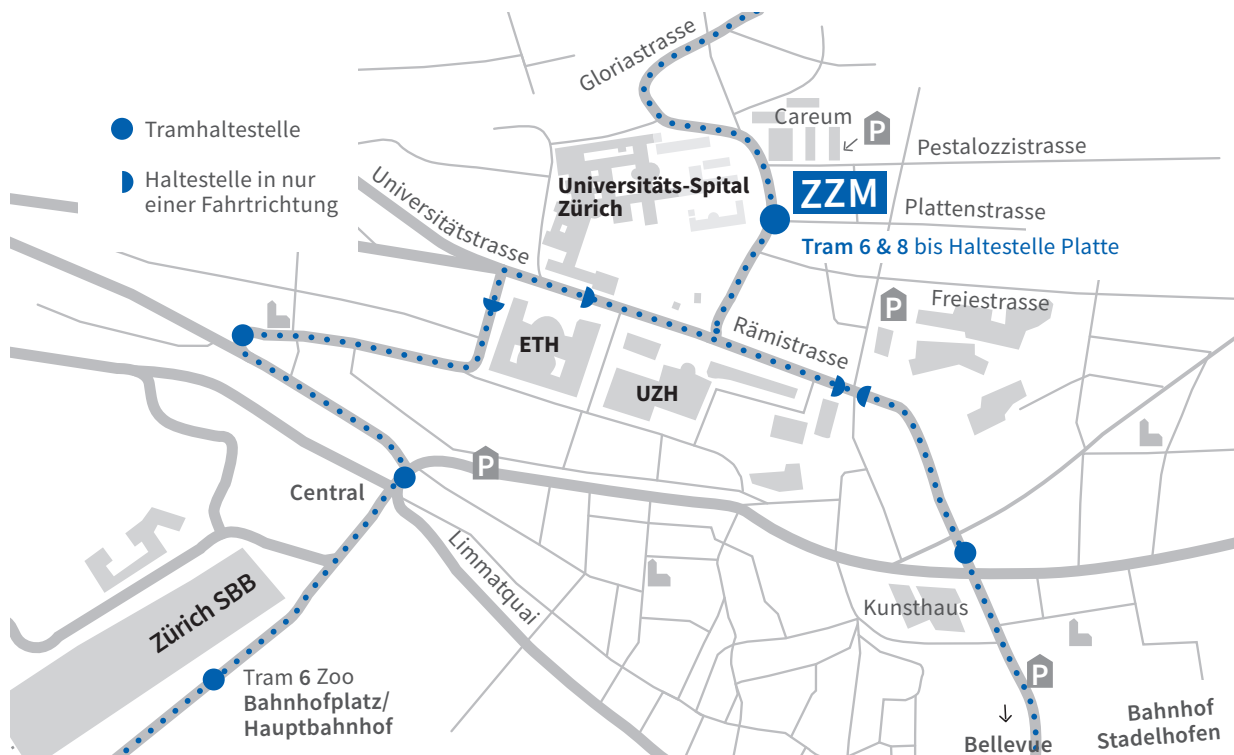 Gloriastrasse
Careum
P
Pestalozzistrasse
Tramhaltestelle
Haltestelle in nur
einer Fahrtrichtung
Universitätstrasse
Universitäts-Spital
Zürich
ZZM
Plattenstrasse
Tram 6 & 8 bis Haltestelle Platte
P
Freiestrasse
Rämistrasse
ETH
UZH
P
Central
Limmatquai
Zürich SBB
Kunsthaus
Tram 6 Zoo
Bahnhofplatz/
Hauptbahnhof
P
Bellevue
Bahnhof
Stadelhofen